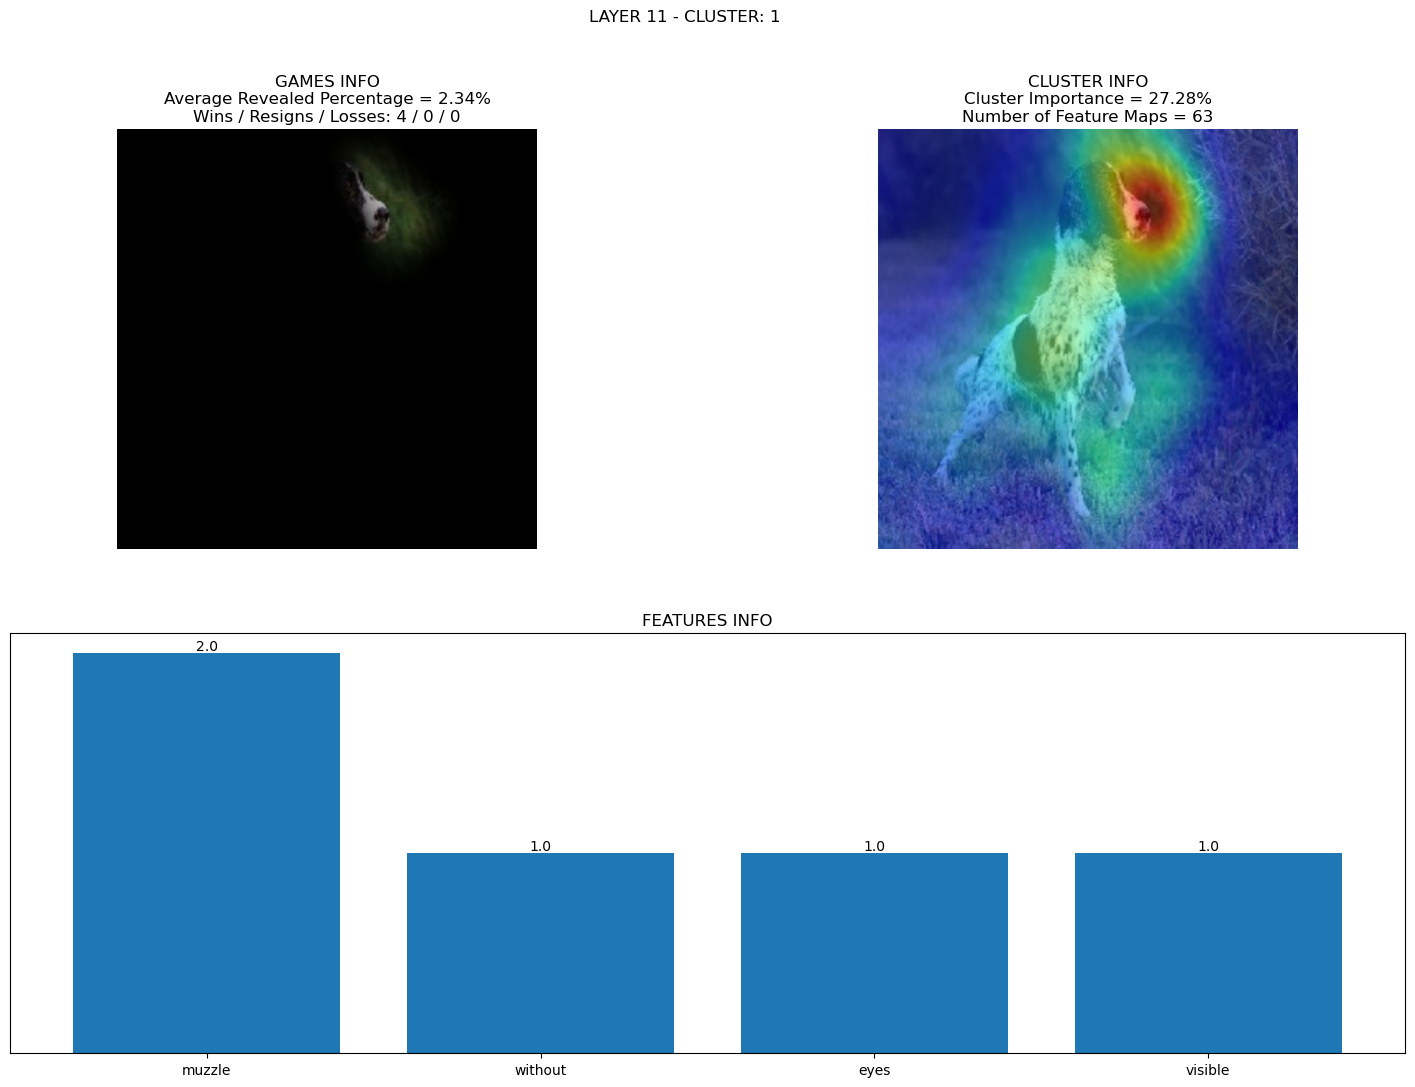 LAYER 11 - CLUSTER: 1
GAMES INFO
Average Revealed Percentage = 2.34%
Wins / Resigns / Losses: 4 / 0 / 0
CLUSTER INFO
Cluster Importance = 27.28%
Number of Feature Maps = 63
FEATURES INFO
2.0
1.0
1.0
1.0
muzzle
without
eyes
visible